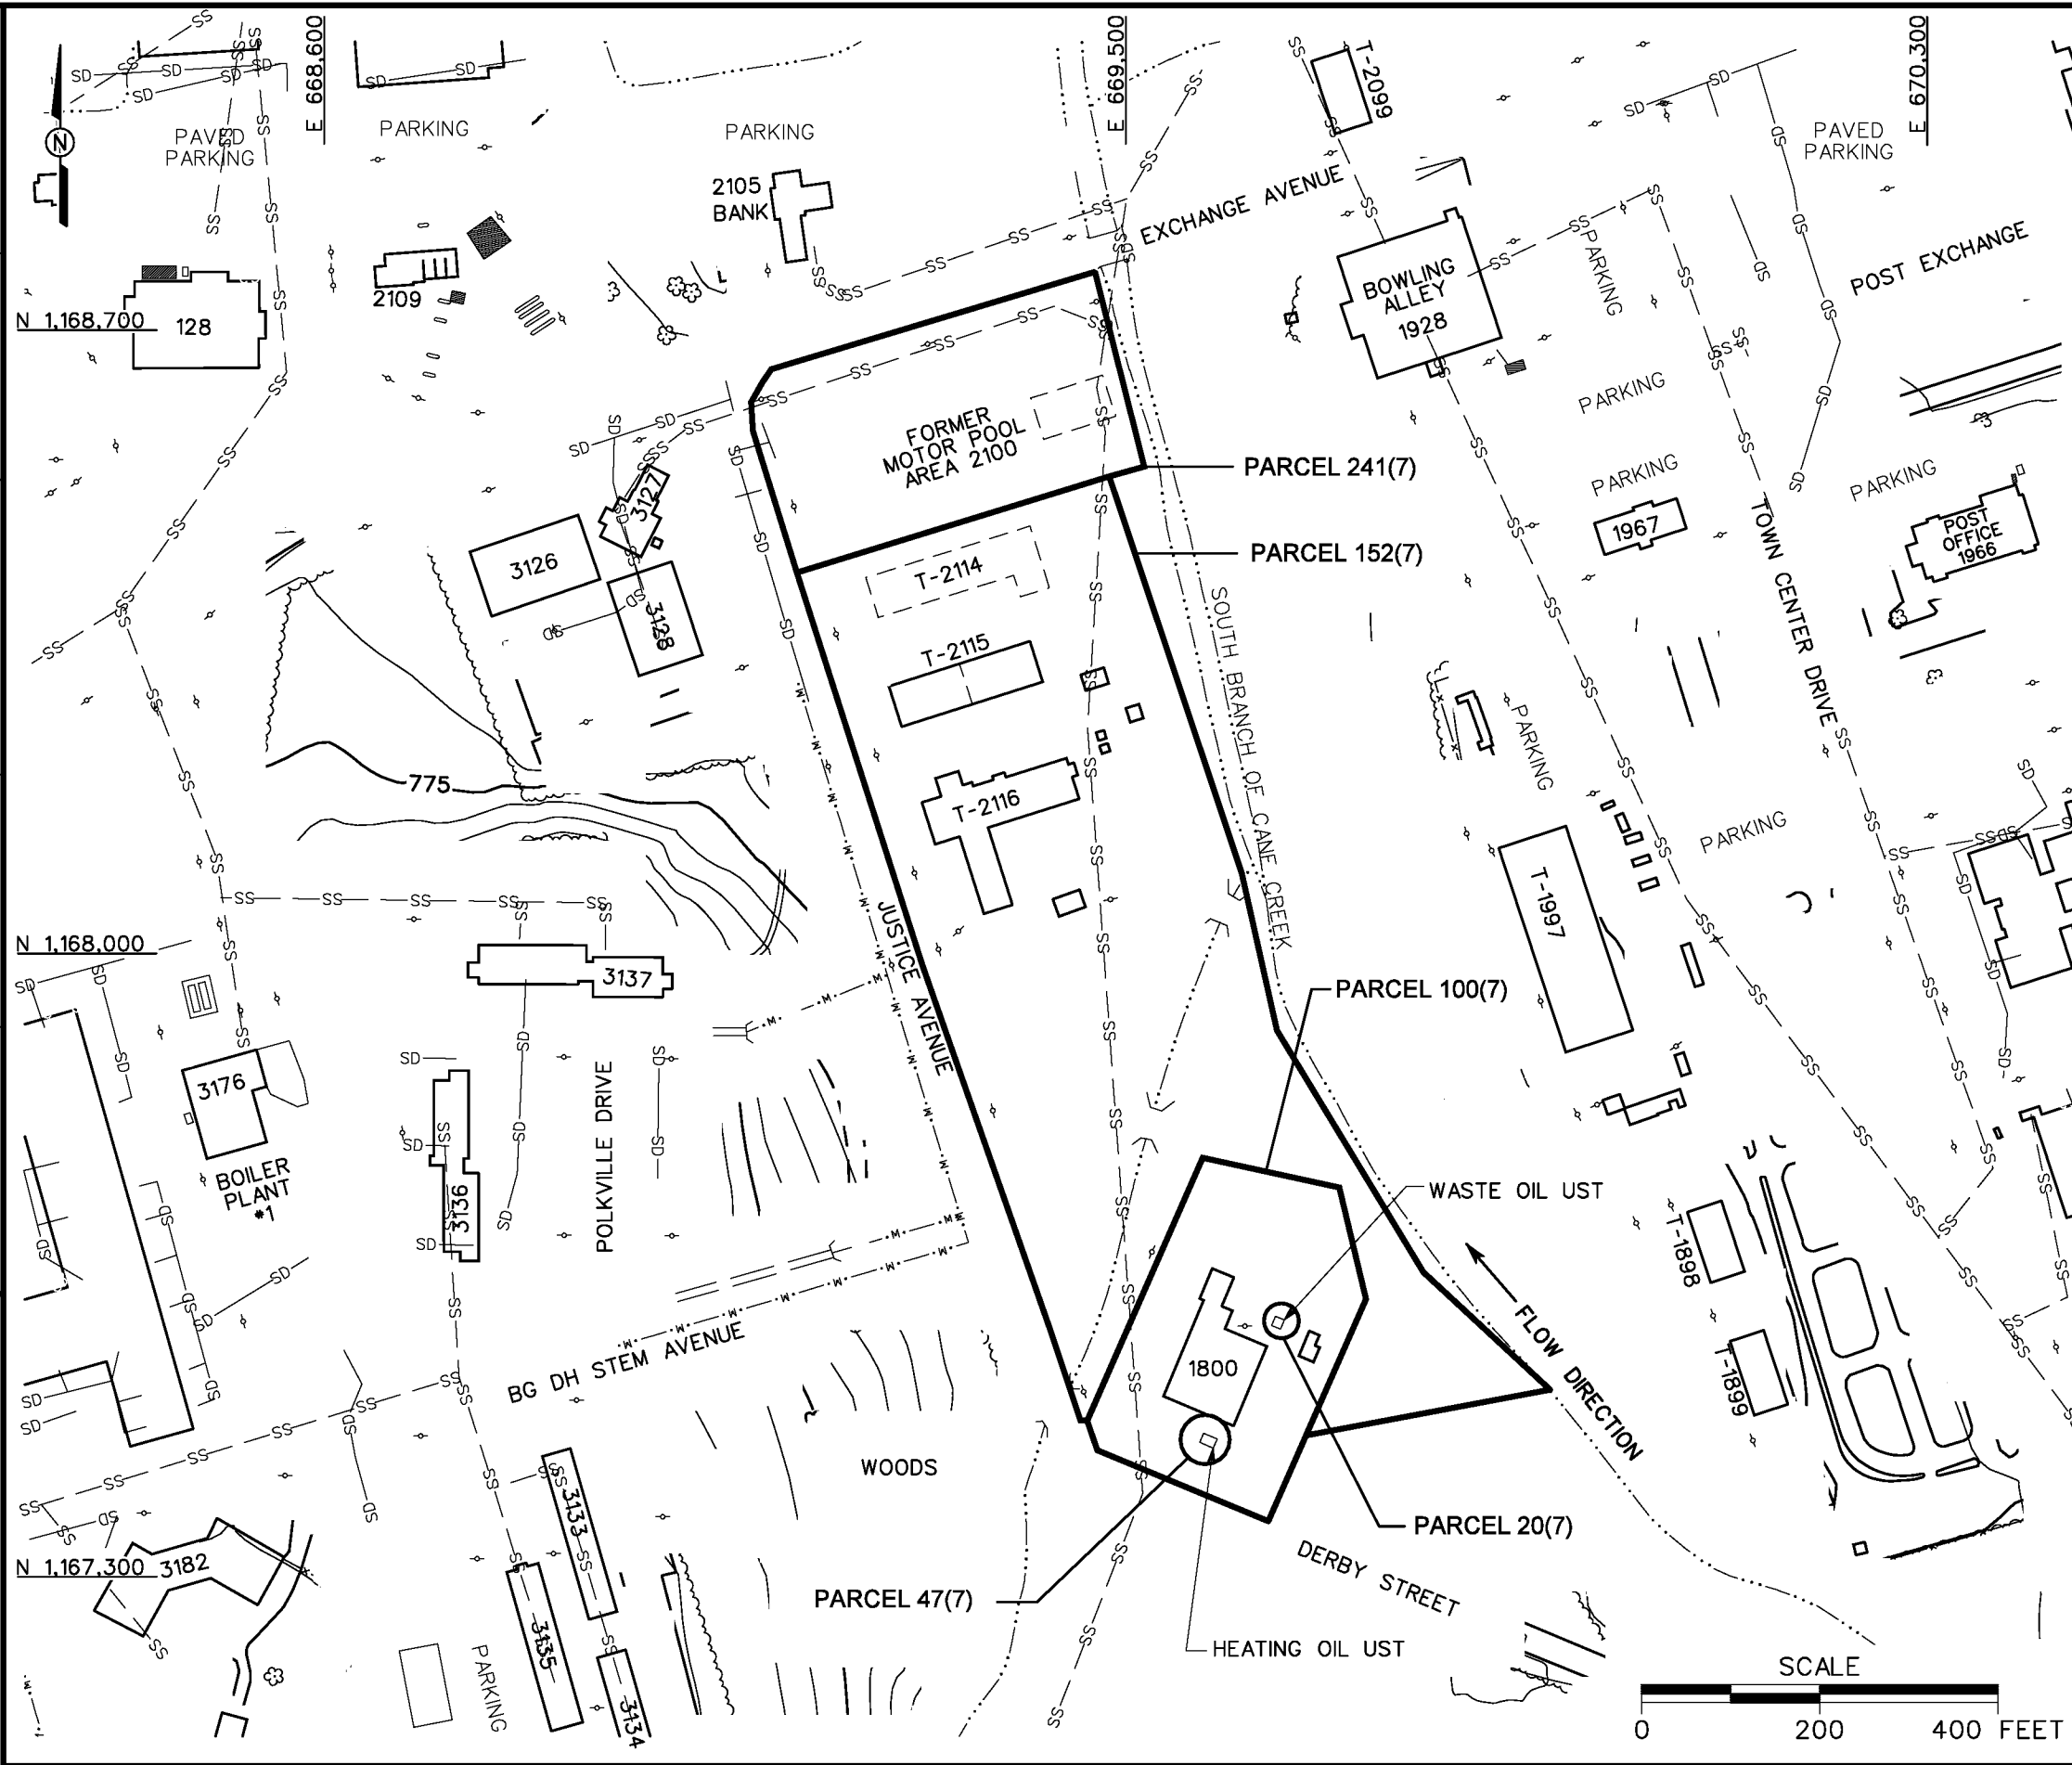 E 668,600
E 669,500
E 670,300
N
PAVED
PARKING
PARKING
PARKING
T-2099
PAVED
PARKING
2105
BANK
EXCHANGE AVENUE
2109
128
N 1,168,700
BOWLING
ALLEY
1928
PARKING
POST EXCHANGE
PARKING
FORMER
MOTOR POOL
AREA 2100
PARCEL 241(7)
PARKING
PARKING
3127
3126
3128
T-2114
PARCEL 152(7)
1967
POST
OFFICE
1966
TOWN CENTER DRIVE
SOUTH BRANCH OF CANE CREEK
T-2115
775
T-2116
PARKING
PARKING
T-1997
JUSTICE AVENUE
N 1,168,000
3137
PARCEL 100(7)
3176
BOILER
PLANT
#1
3136
POLKVILLE DRIVE
WASTE OIL UST
T-1898
T-1899
FLOW DIRECTION
BG DH STEM AVENUE
1800
WOODS
3133
PARCEL 20(7)
DERBY STREET
N 1,167,300
3182
PARCEL 47(7)
HEATING OIL UST
3135
3134
PARKING
SCALE
0 200 400 FEET
SS
SD
M